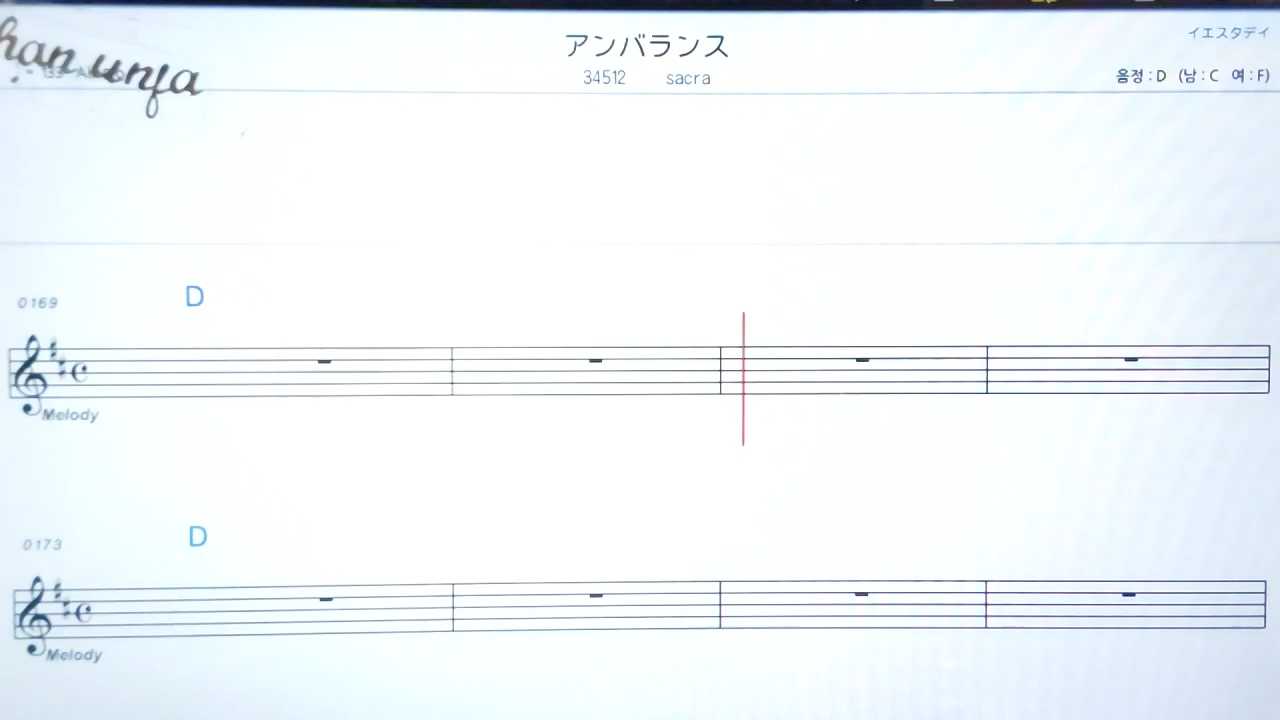 アンバランス
イエスタデイ
han unja
34512 sacra
음정 : D (남 : C 여 : F)
0169
D
Melody
0173
D
Melody